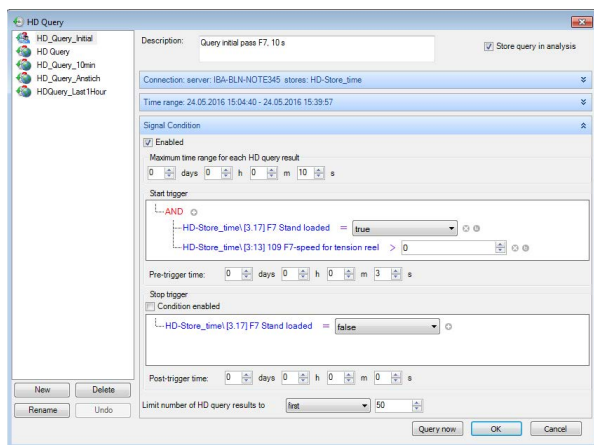 HD Query
HD_Query_Initial
HD Query
HD_Query_10min
HD_Query_Anstich
HDQuery_Last1Hour
New Delete
Rename Undo
Description: Query initial pass F7, 10 s
Store query in analysis
Connection: server: IBA-BLN-NOTE345 stores: HD-Store_time
Time range: 24.05.2016 15:04:40 - 24.05.2016 15:39:57
Signal Condition
Enabled
Maximum time range for each HD query result
0 days 0 h 0 m 10 s
Start trigger
AND
HD-Store_time\ [3.17] F7 Stand loaded = true
HD-Store_time\ [3:13] 109 F7-speed for tension reel > 0
Pre-trigger time: 0 days 0 h 0 m 3 s
Stop trigger
Condition enabled
HD-Store_time\ [3.17] F7 Stand loaded = false
Post-trigger time: 0 days 0 h 0 m 0 s
Limit number of HD query results to first 50
Query now OK Cancel